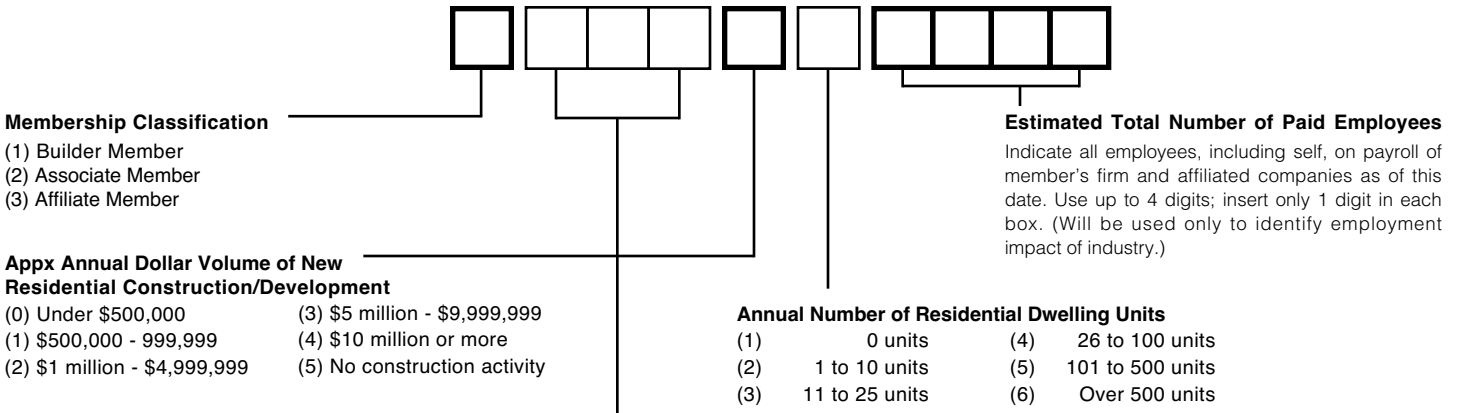 Membership Classification
(1) Builder Member
(2) Associate Member
(3) Affiliate Member
Estimated Total Number of Paid Employees
Indicate all employees, including self, on payroll of
member's firm and affiliated companies as of this
date. Use up to 4 digits; insert only 1 digit in each
box. (Will be used only to identify employment
impact of industry.)
Appx Annual Dollar Volume of New
Residential Construction/Development
(0) Under $500,000
(1) $500,000 - 999,999
(2) $1 million - $4,999,999
(3) $5 million - $9,999,999
(4) $10 million or more
(5) No construction activity
Annual Number of Residential Dwelling Units
(1) 0 units
(2) 1 to 10 units
(3) 11 to 25 units
(4) 26 to 100 units
(5) 101 to 500 units
(6) Over 500 units